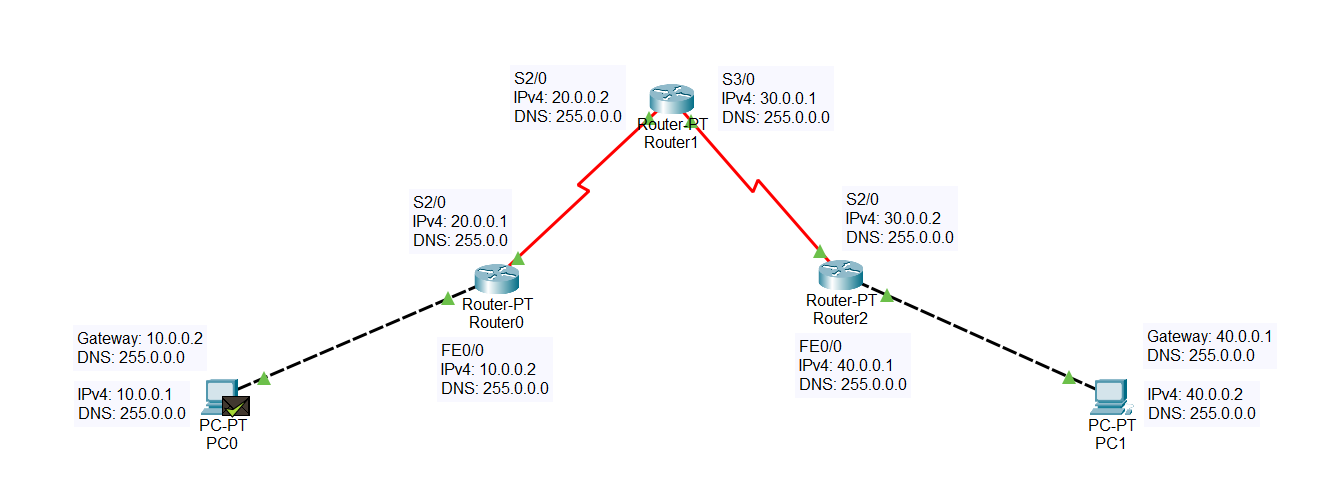 S2/0
IPv4: 20.0.0.2
DNS: 255.0.0.0
S3/0
IPv4: 30.0.0.1
DNS: 255.0.0.0
Router-PT
Router1
S2/0
IPv4: 20.0.0.1
DNS: 255.0.0
S2/0
IPv4: 30.0.0.2
DNS: 255.0.0.0
Router-PT
Router0
Router-PT
Router2
Gateway: 10.0.0.2
DNS: 255.0.0.0
FE0/0
IPv4: 10.0.0.2
DNS: 255.0.0.0
FE0/0
IPv4: 40.0.0.1
DNS: 255.0.0.0
Gateway: 40.0.0.1
DNS: 255.0.0.0
IPv4: 10.0.0.1
DNS: 255.0.0.0
PC-PT
PC0
IPv4: 40.0.0.2
DNS: 255.0.0.0
PC-PT
PC1